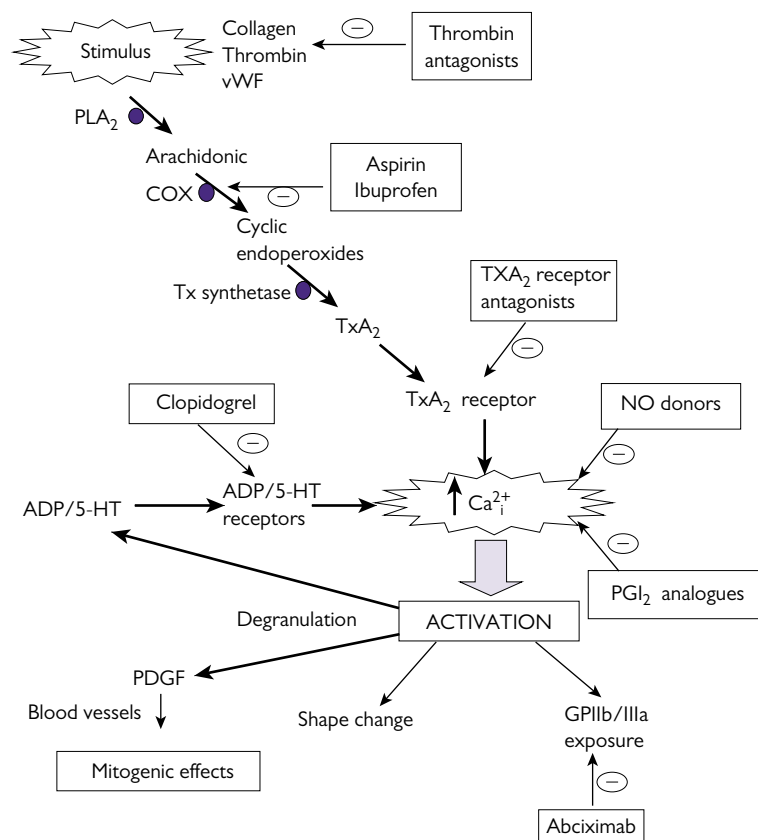 Stimulus
Collagen
Thrombin
vWF
−
Thrombin
antagonists
PLA₂
Arachidonic
COX
−
Aspirin
Ibuprofen
Cyclic
endoperoxides
Tx synthetase
TXA₂ receptor
antagonists
TxA₂
−
TxA₂ receptor
Clopidogrel
−
NO donors
−
ADP/5-HT
ADP/5-HT
receptors
Ca²⁺ᵢ
−
PGI₂ analogues
Degranulation
ACTIVATION
PDGF
Blood vessels
Mitogenic effects
Shape change
GPIIb/IIIa
exposure
−
Abciximab